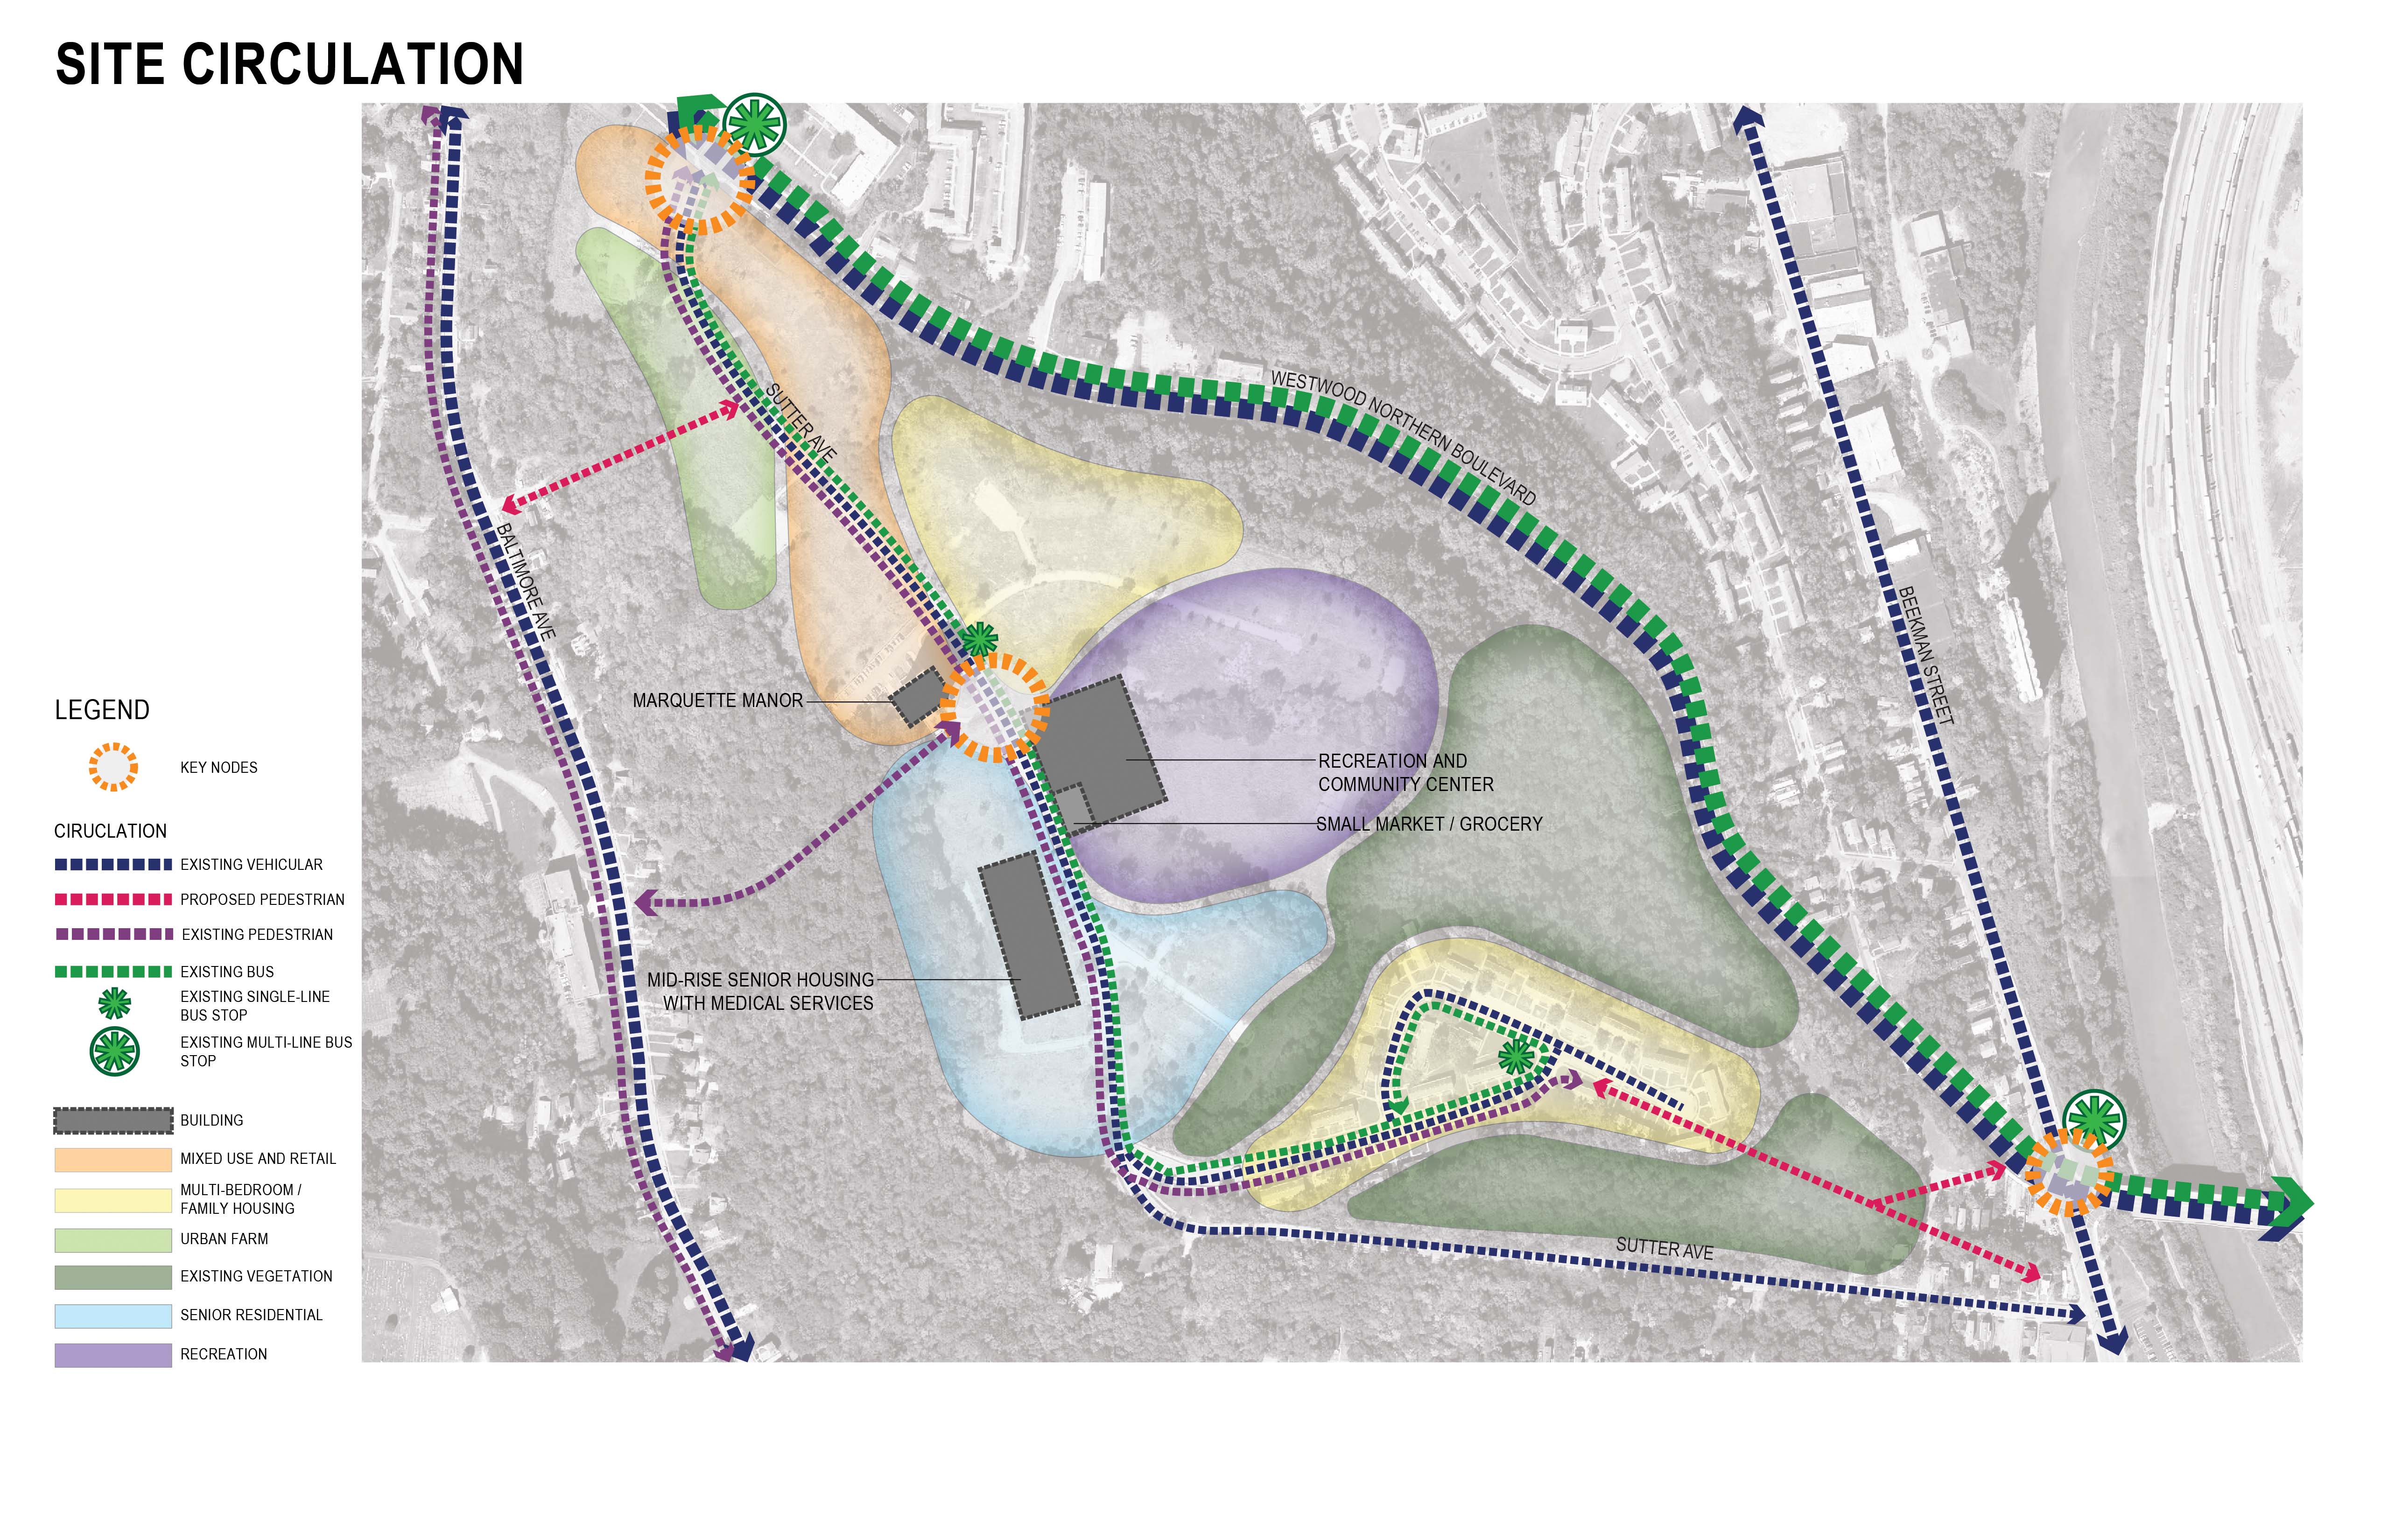 SITE CIRCULATION
SUTTER AVE
WESTWOOD NORTHERN BOULEVARD
BALTIMORE AVE
BEEKMAN STREET
MARQUETTE MANOR
RECREATION AND
COMMUNITY CENTER
SMALL MARKET / GROCERY
MID-RISE SENIOR HOUSING
WITH MEDICAL SERVICES
SUTTER AVE
LEGEND
KEY NODES
CIRUCLATION
EXISTING VEHICULAR
PROPOSED PEDESTRIAN
EXISTING PEDESTRIAN
EXISTING BUS
EXISTING SINGLE-LINE
BUS STOP
EXISTING MULTI-LINE BUS
STOP
BUILDING
MIXED USE AND RETAIL
MULTI-BEDROOM /
FAMILY HOUSING
URBAN FARM
EXISTING VEGETATION
SENIOR RESIDENTIAL
RECREATION